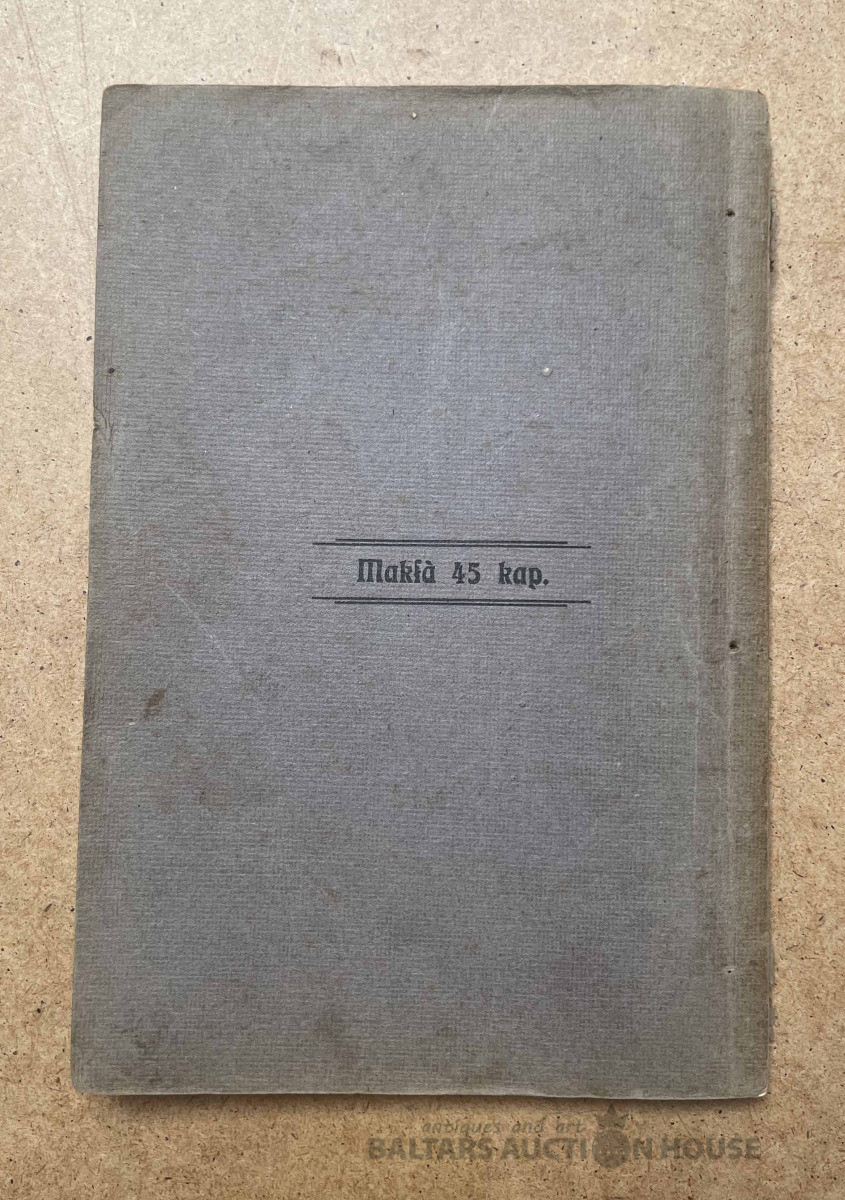 Makſà 45 kap.
antiques and art
BALTARS AUCTION HOUSE